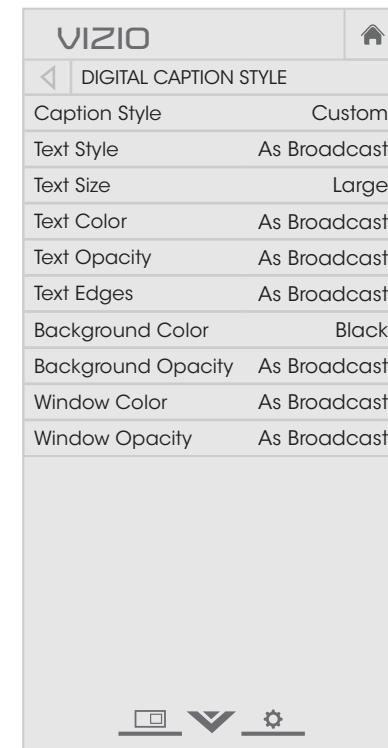 VIZIO
DIGITAL CAPTION STYLE
Caption Style Custom
Text Style As Broadcast
Text Size Large
Text Color As Broadcast
Text Opacity As Broadcast
Text Edges As Broadcast
Background Color Black
Background Opacity As Broadcast
Window Color As Broadcast
Window Opacity As Broadcast